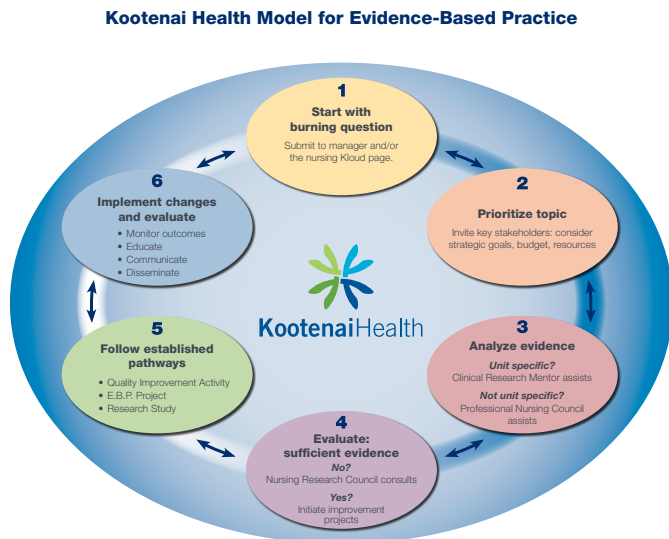 Kootenai Health Model for Evidence-Based Practice
1
Start with
burning question
Submit to manager and/or
the nursing Kloud page.
2
Prioritize topic
Invite key stakeholders: consider
strategic goals, budget, resources
3
Analyze evidence
Unit specific?
Clinical Research Mentor assists
Not unit specific?
Professional Nursing Council
assists
4
Evaluate:
sufficient evidence
No?
Nursing Research Council consults
Yes?
Initiate improvement
projects
5
Follow established
pathways
• Quality Improvement Activity
• E.B.P. Project
• Research Study
6
Implement changes
and evaluate
• Monitor outcomes
• Educate
• Communicate
• Disseminate
KootenaiHealth